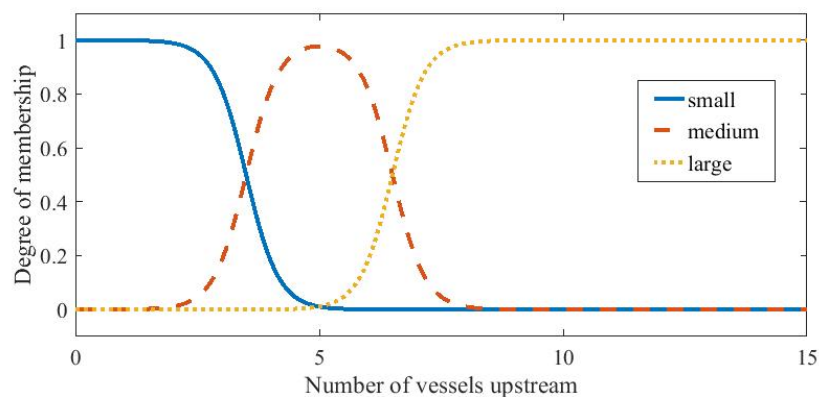 Degree of membership
1
0.8
0.6
0.4
0.2
0
0 5 10 15
Number of vessels upstream
small
medium
large